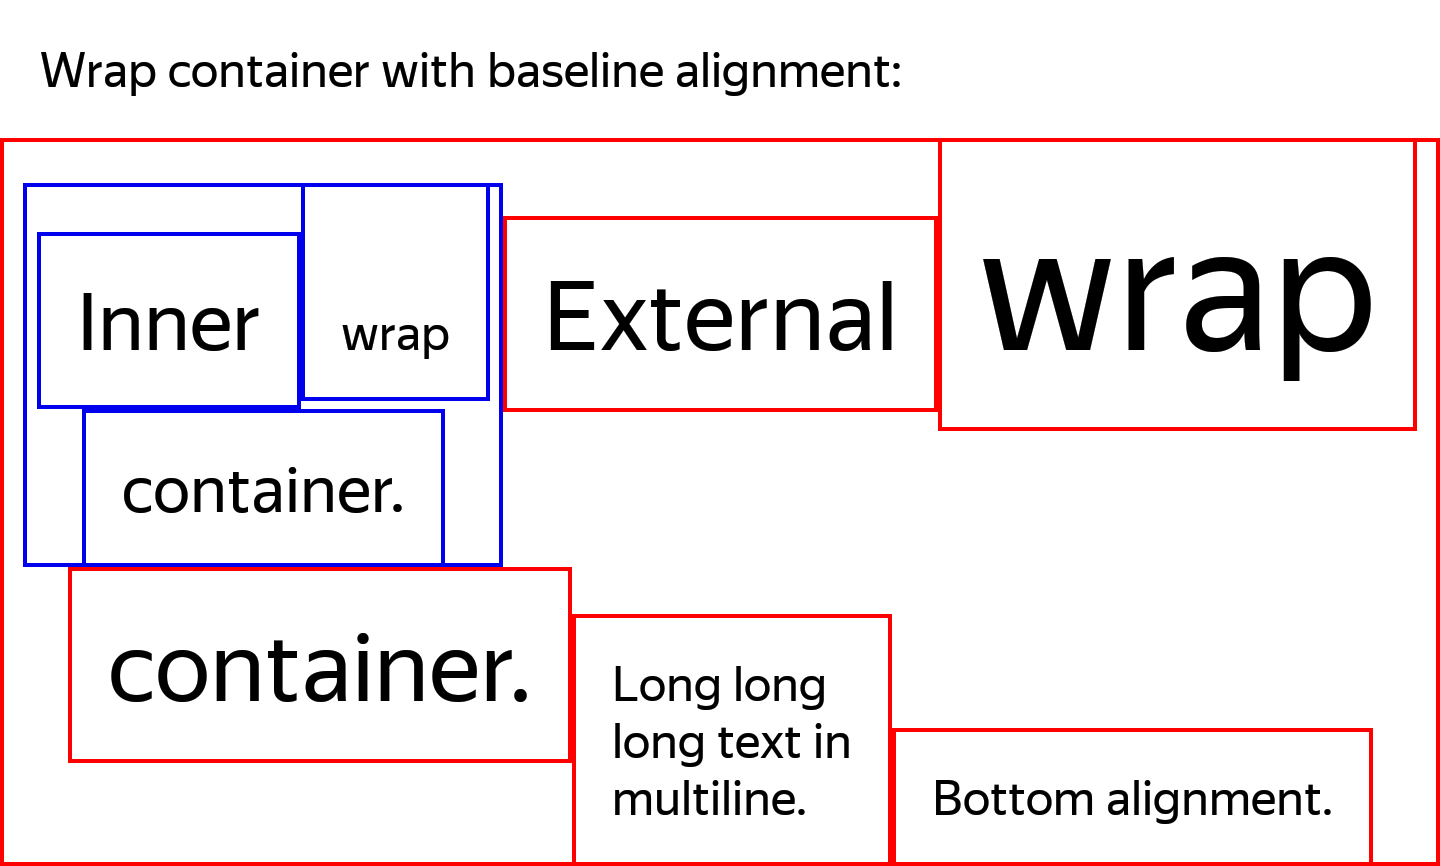 Wrap container with baseline alignment:
Inner wrap
container.
External wrap
container.
Long long
long text in
multiline.
Bottom alignment.